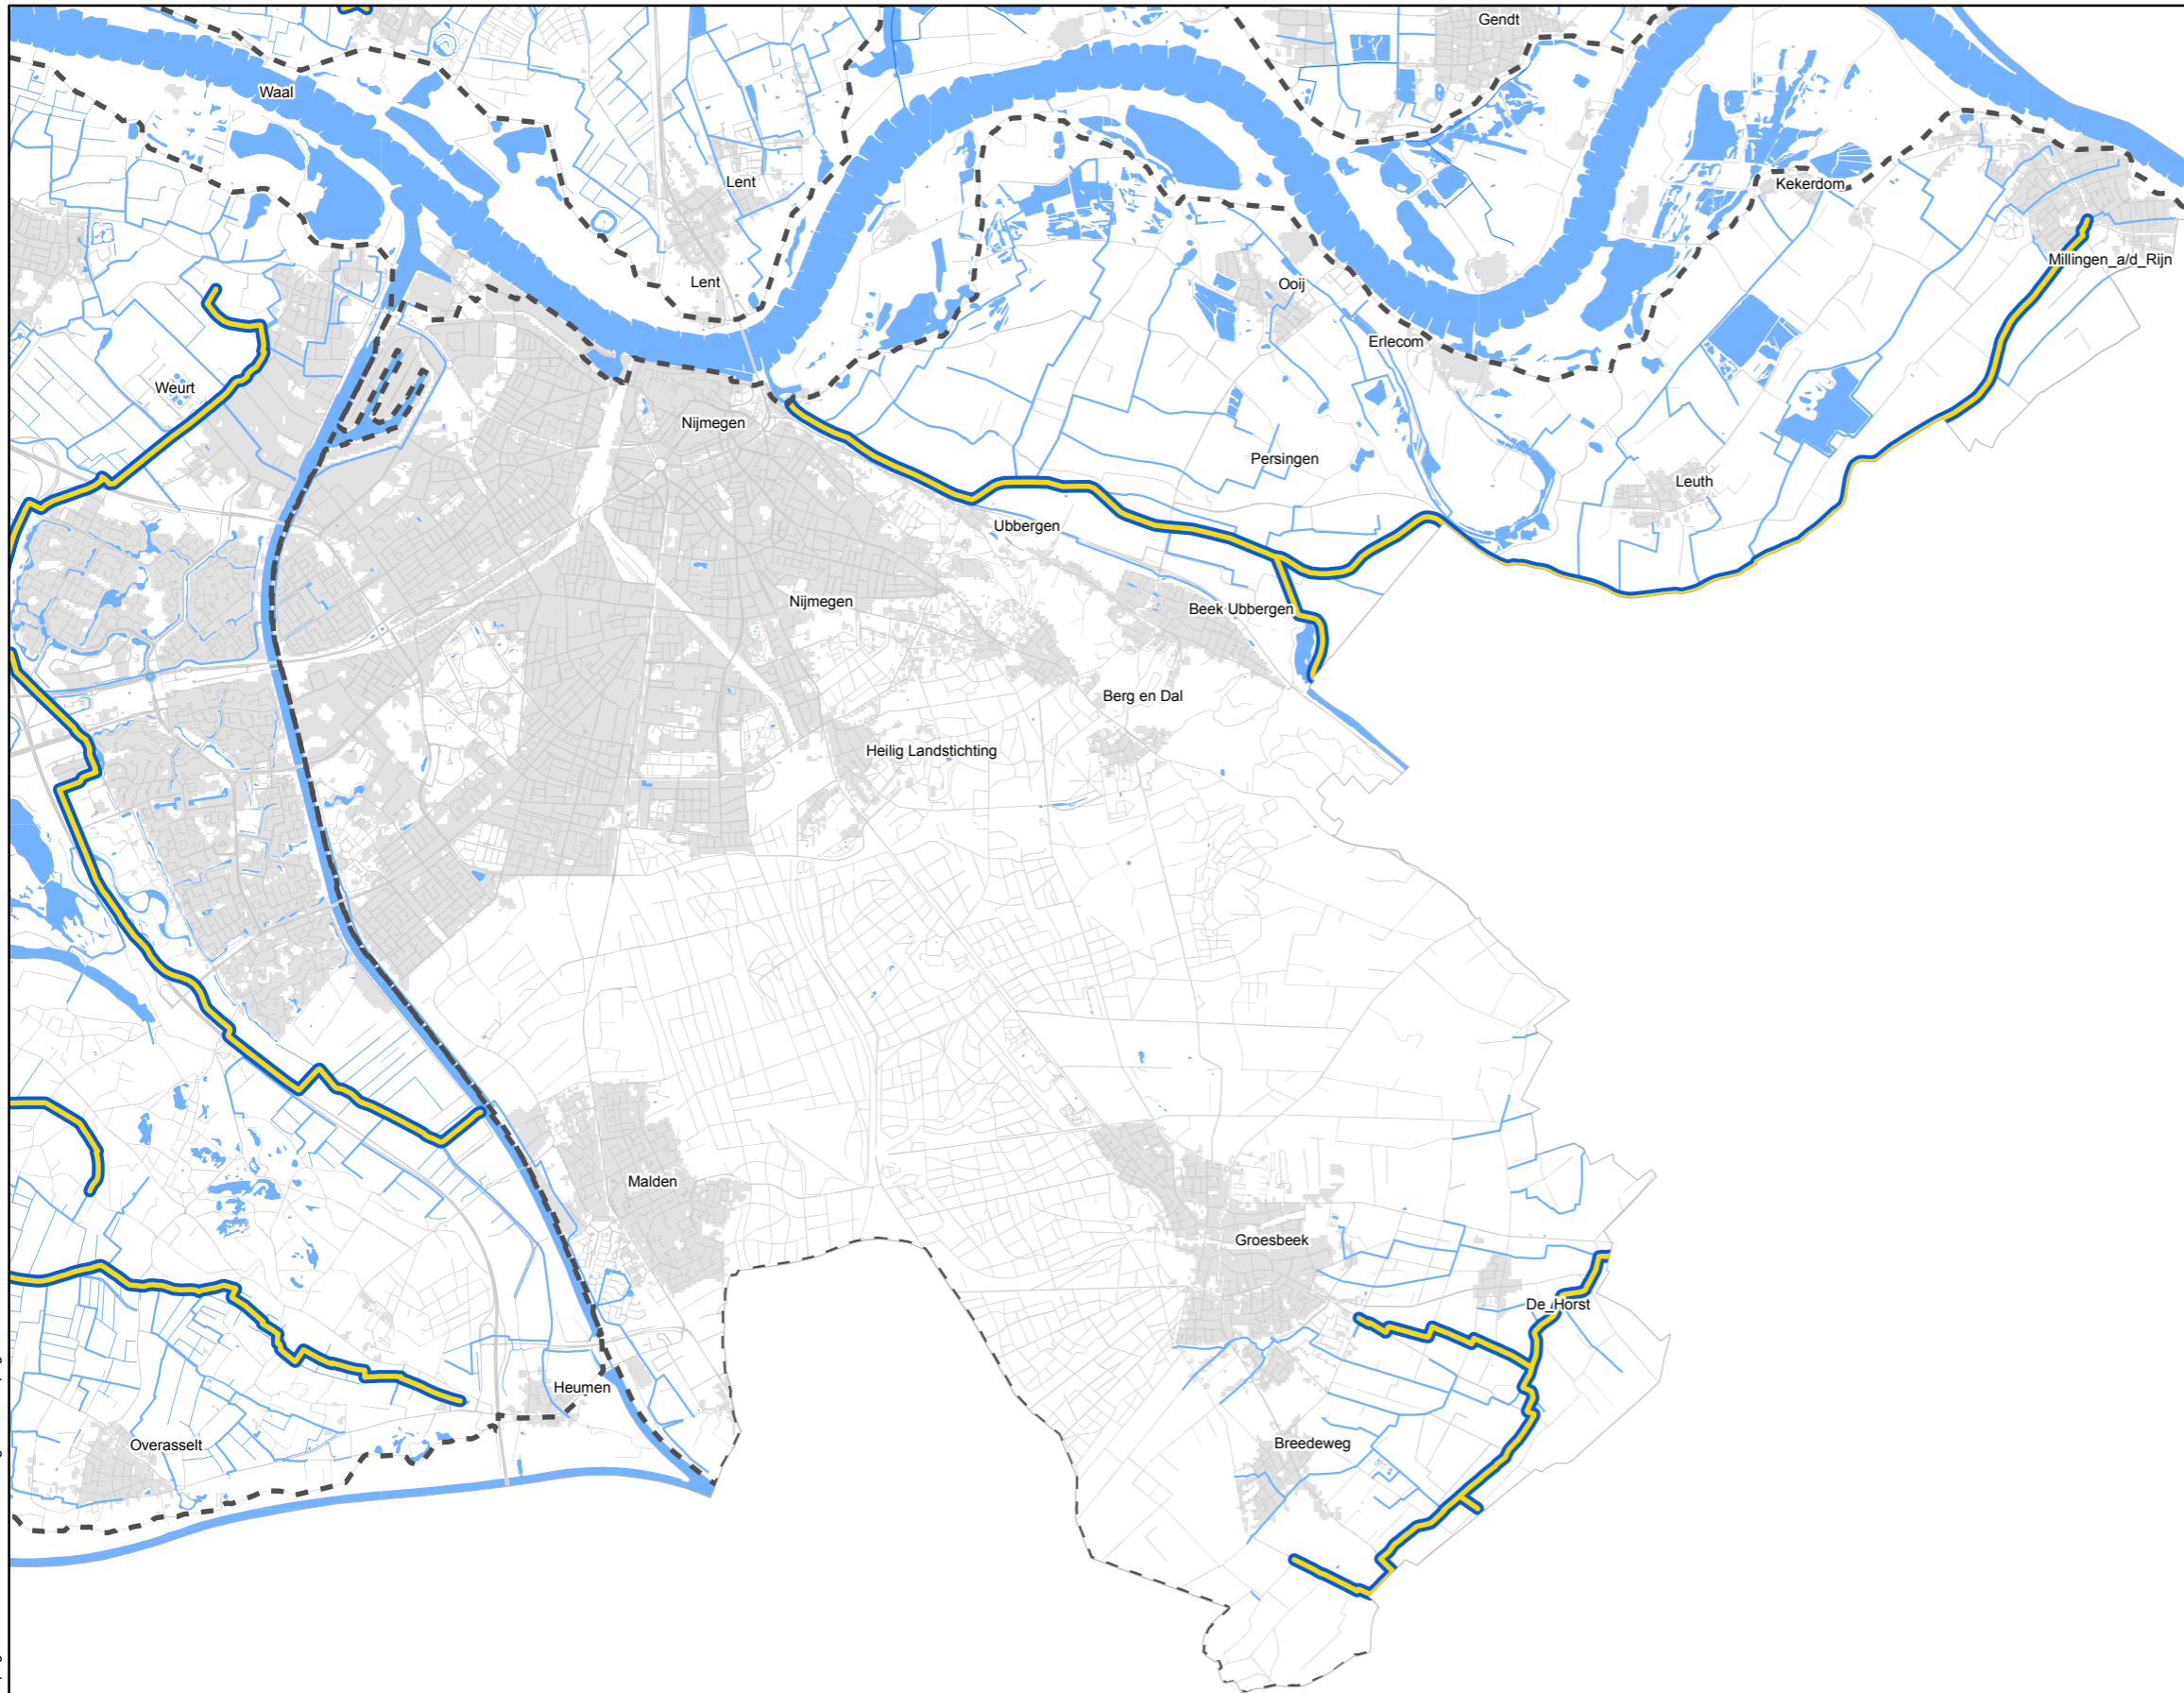 Gendt
Waal
Lent
Kekerdom
Millingen_a/d_Rijn
Lent
Ooij
Erlecom
Weurt
Nijmegen
Persingen
Leuth
Ubbergen
Nijmegen
Beek Ubbergen
Berg en Dal
Heilig Landstichting
Malden
Groesbeek
De_Horst
Heumen
Breedeweg
Overasselt